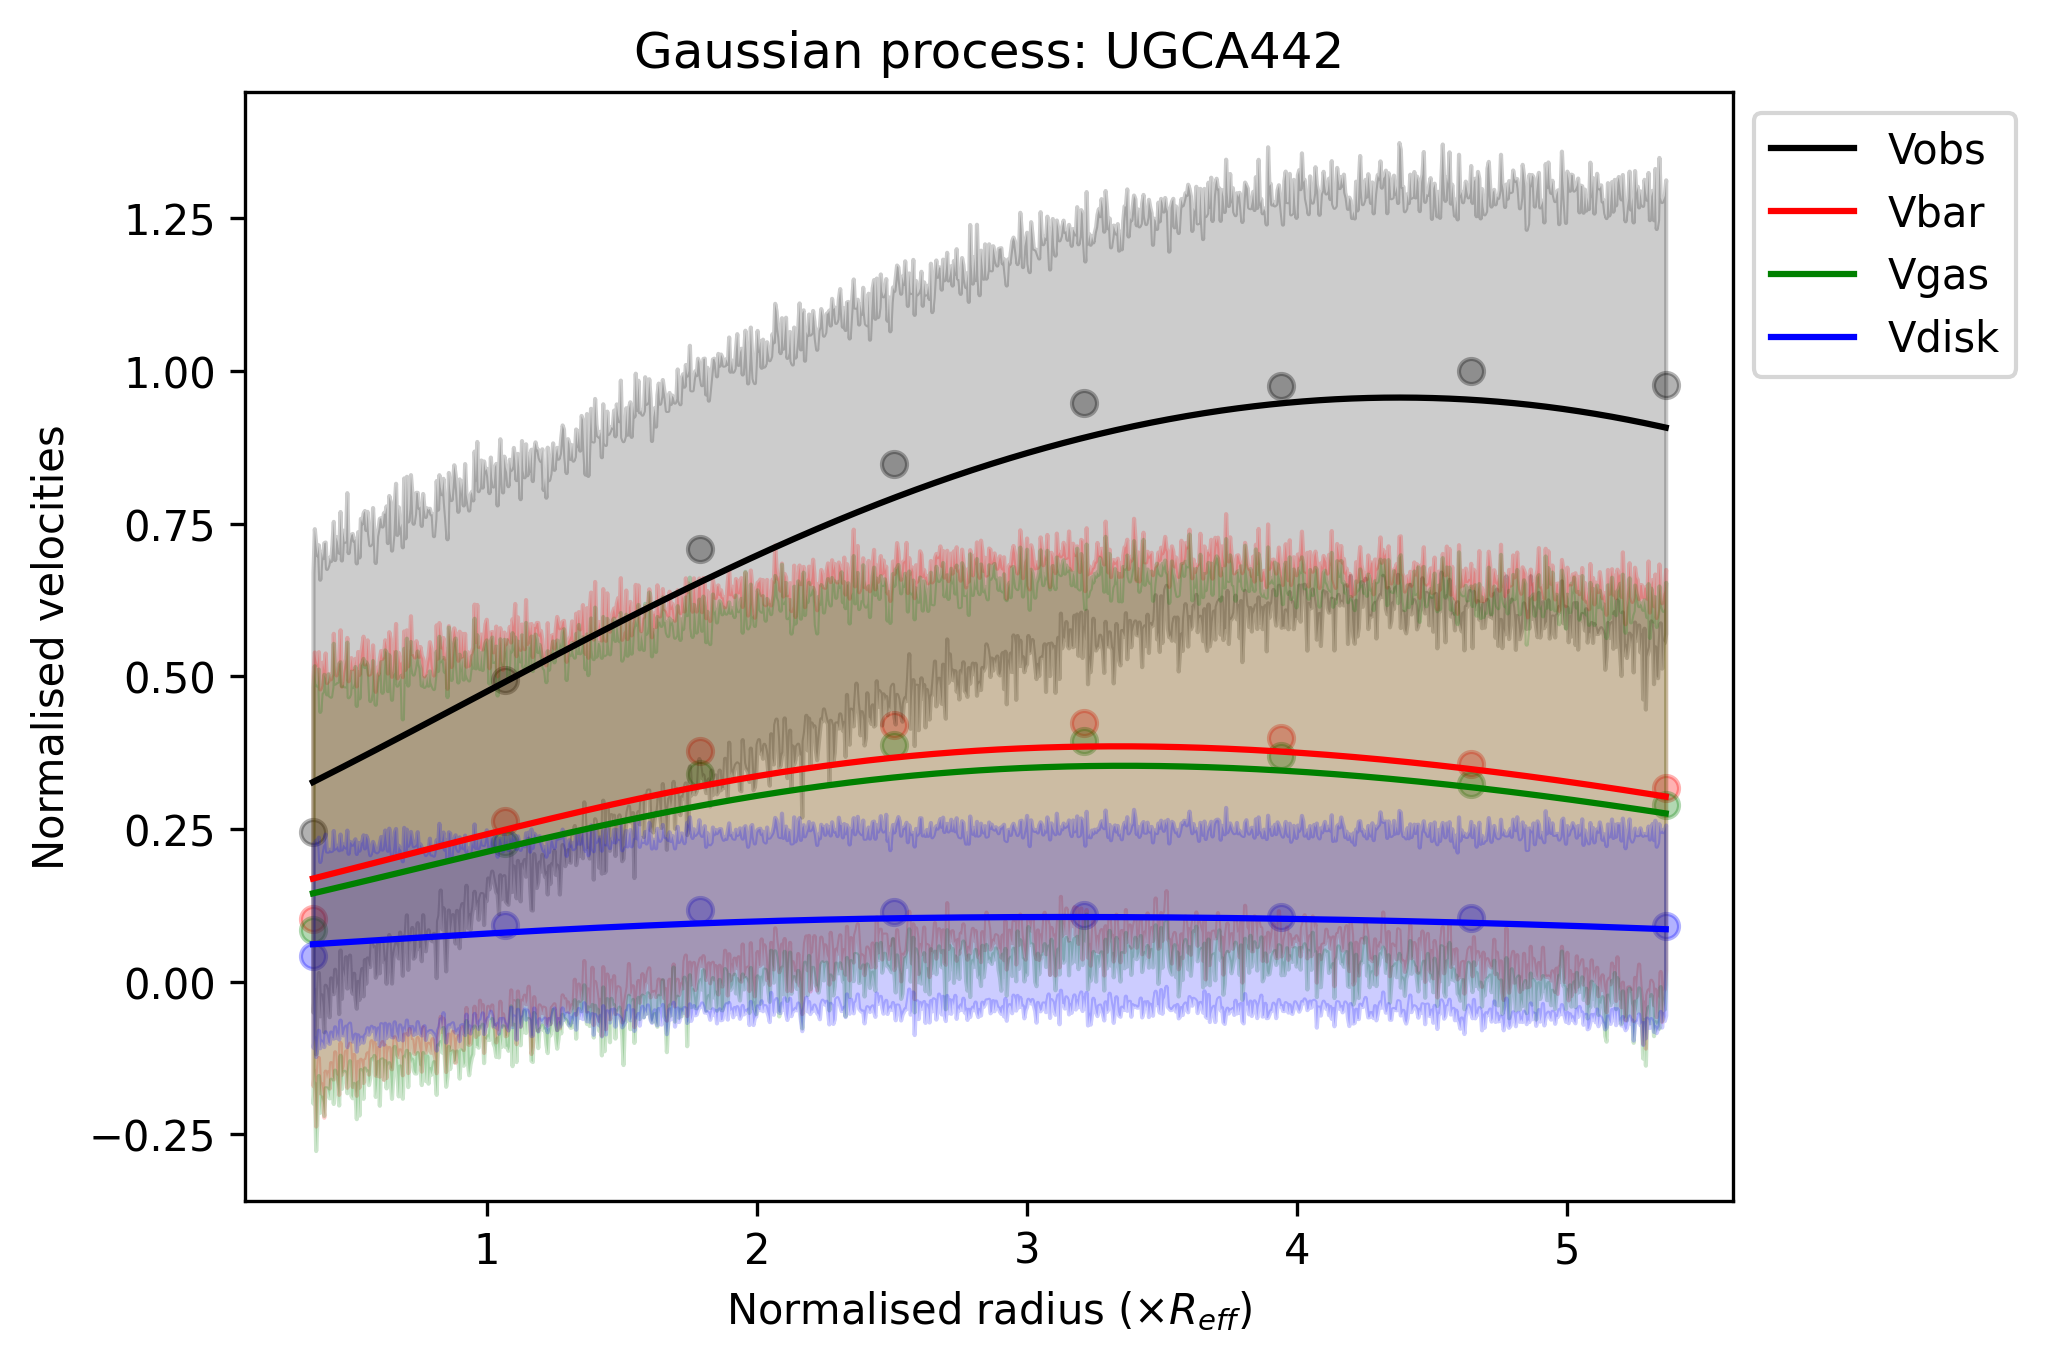 Gaussian process: UGCA442
Vobs
Vbar
Vgas
Vdisk
Normalised velocities
1.25
1.00
0.75
0.50
0.25
0.00
−0.25
1 2 3 4 5
Normalised radius (×R_eff)